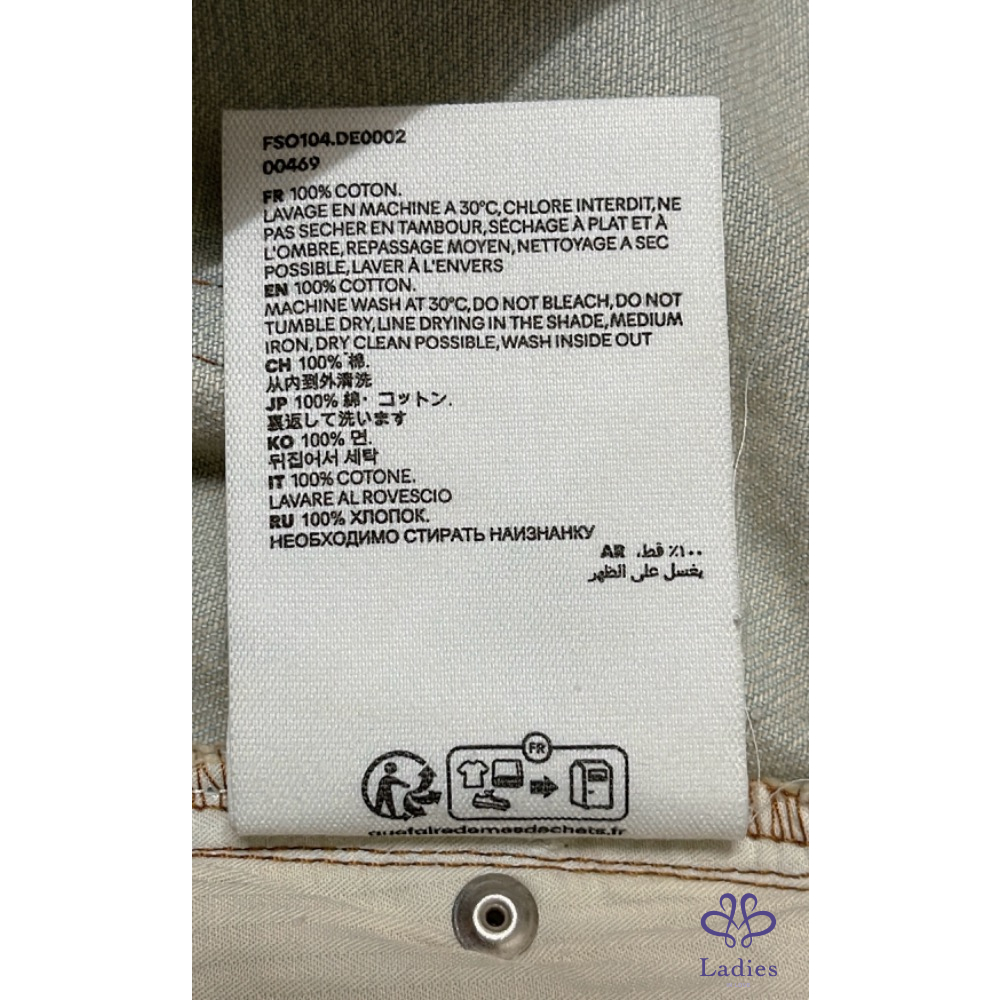 FSO104.DE0002
00469
FR 100% COTON.
LAVAGE EN MACHINE A 30°C, CHLORE INTERDIT, NE
PAS SECHER EN TAMBOUR, SÉCHAGE À PLAT ET À
L'OMBRE, REPASSAGE MOYEN, NETTOYAGE A SEC
POSSIBLE, LAVER À L'ENVERS
EN 100% COTTON.
MACHINE WASH AT 30°C, DO NOT BLEACH, DO NOT
TUMBLE DRY, LINE DRYING IN THE SHADE, MEDIUM
IRON, DRY CLEAN POSSIBLE, WASH INSIDE OUT
CH 100% 棉.
从内到外清洗
JP 100% 綿・コットン.
裏返して洗います
KO 100% 면.
뒤집어서 세탁
IT 100% COTONE.
LAVARE AL ROVESCIO
RU 100% ХЛОПОК.
НЕОБХОДИМО СТИРАТЬ НАИЗНАНКУ
AR ١٠٠٪ قط.
يغسل على الظهر
FR
quefairedemesdechets.fr
Ladies